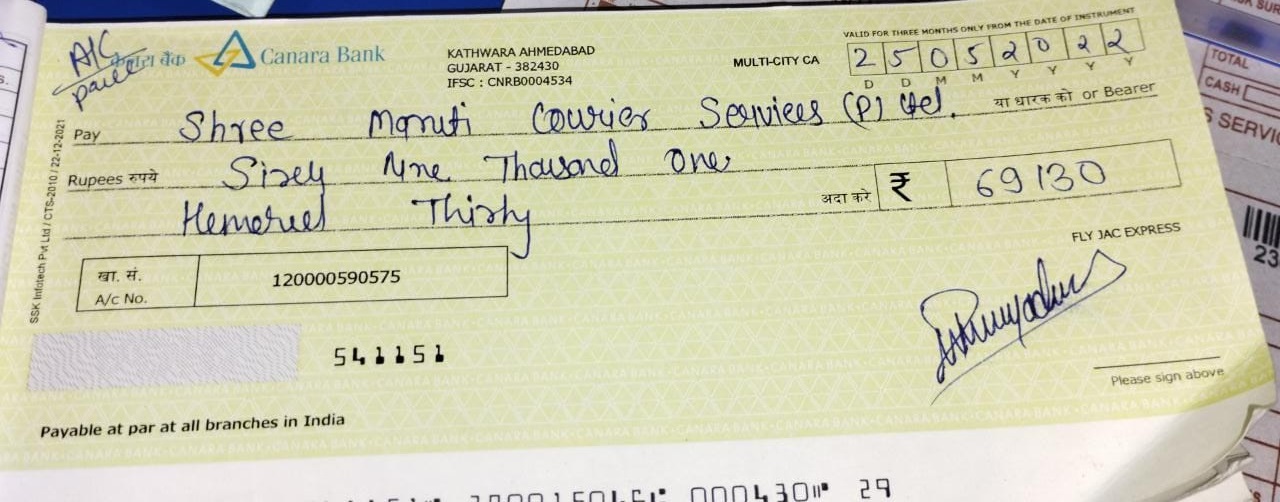 A/C payee
केनरा बैंक Canara Bank
KATHWARA AHMEDABAD
GUJARAT - 382430
IFSC : CNRB0004534
MULTI-CITY CA
VALID FOR THREE MONTHS ONLY FROM THE DATE OF INSTRUMENT
2 5 0 5 2 0 2 2
D D M M Y Y Y Y
Pay Shree Maruti Courier Services (P) Ltd. या धारक को or Bearer
Rupees रुपये Sixty Nine Thousand One
Hundred Thirty
अदा करे ₹ 69130
खा. सं.
A/c No. 120000590575
FLY JAC EXPRESS
541151
Please sign above
Payable at par at all branches in India
SSK Infotech Pvt Ltd / CTS-2010 / 22-12-2021
000430 29
TOTAL
CASH
23